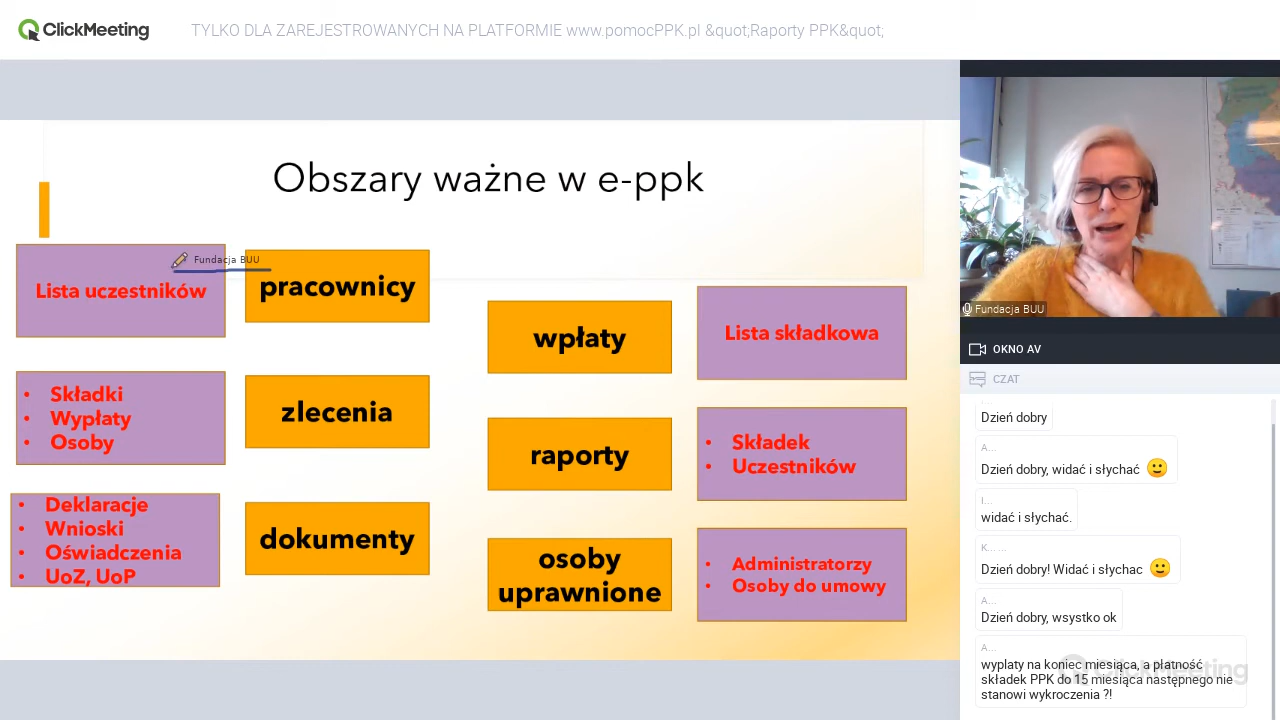 ClickMeeting
TYLKO DLA ZAREJESTROWANYCH NA PLATFORMIE www.pomocPPK.pl &quot;Raporty PPK&quot;
Obszary ważne w e-ppk
Fundacja BUU
Lista uczestników
pracownicy
wpłaty
Lista składkowa
• Składki
• Wypłaty
• Osoby
zlecenia
raporty
• Składek
• Uczestników
• Deklaracje
• Wnioski
• Oświadczenia
• UoZ, UoP
dokumenty
osoby
uprawnione
• Administratorzy
• Osoby do umowy
Fundacja BUU
OKNO AV
CZAT
Dzień dobry
A...
Dzień dobry, widać i słychać
I...
widać i słychać.
K... ...
Dzień dobry! Widać i słychac
A...
Dzień dobry, wsystko ok
A...
wyplaty na koniec miesiąca, a płatność
składek PPK do 15 miesiąca następnego nie
stanowi wykroczenia ?!
ClickMeeting